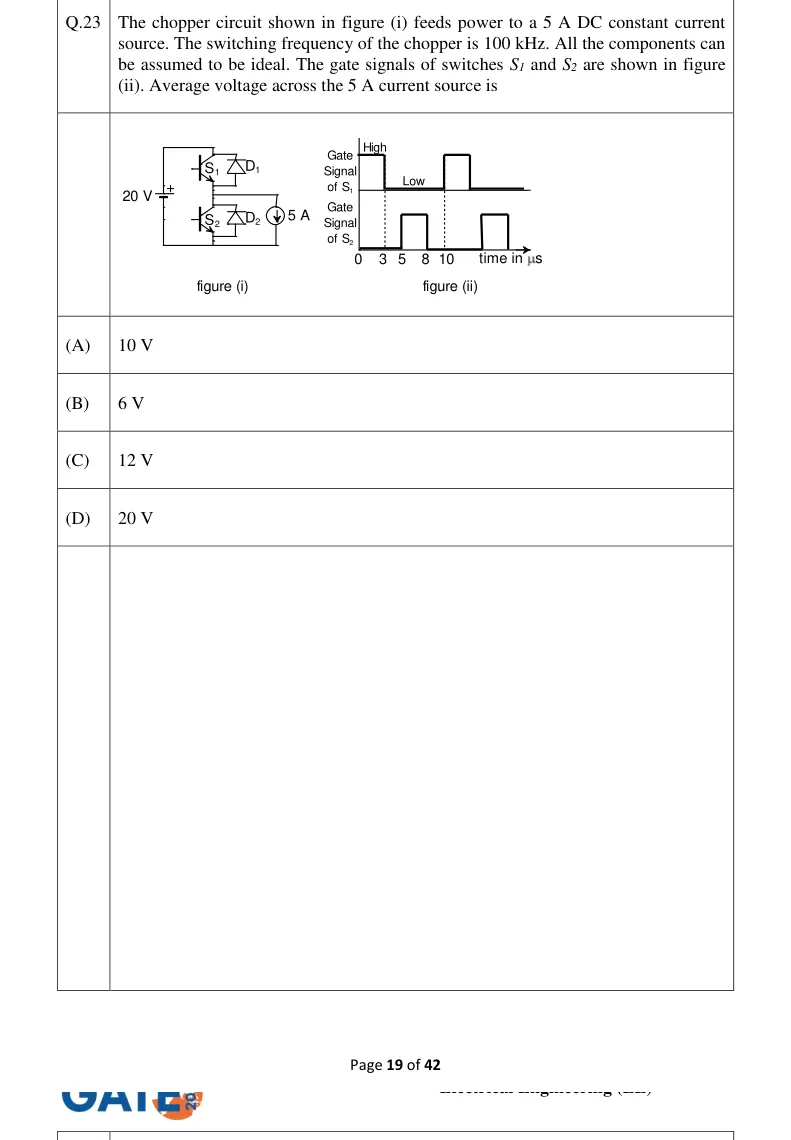 Q.23 The chopper circuit shown in figure (i) feeds power to a 5 A DC constant current
source. The switching frequency of the chopper is 100 kHz. All the components can
be assumed to be ideal. The gate signals of switches S1 and S2 are shown in figure
(ii). Average voltage across the 5 A current source is
20 V
+
S1
D1
S2
D2
5 A
figure (i)
Gate
Signal
of S1
High
Low
Gate
Signal
of S2
0 3 5 8 10 time in μs
figure (ii)
(A) 10 V
(B) 6 V
(C) 12 V
(D) 20 V
Page 19 of 42
GATE 20